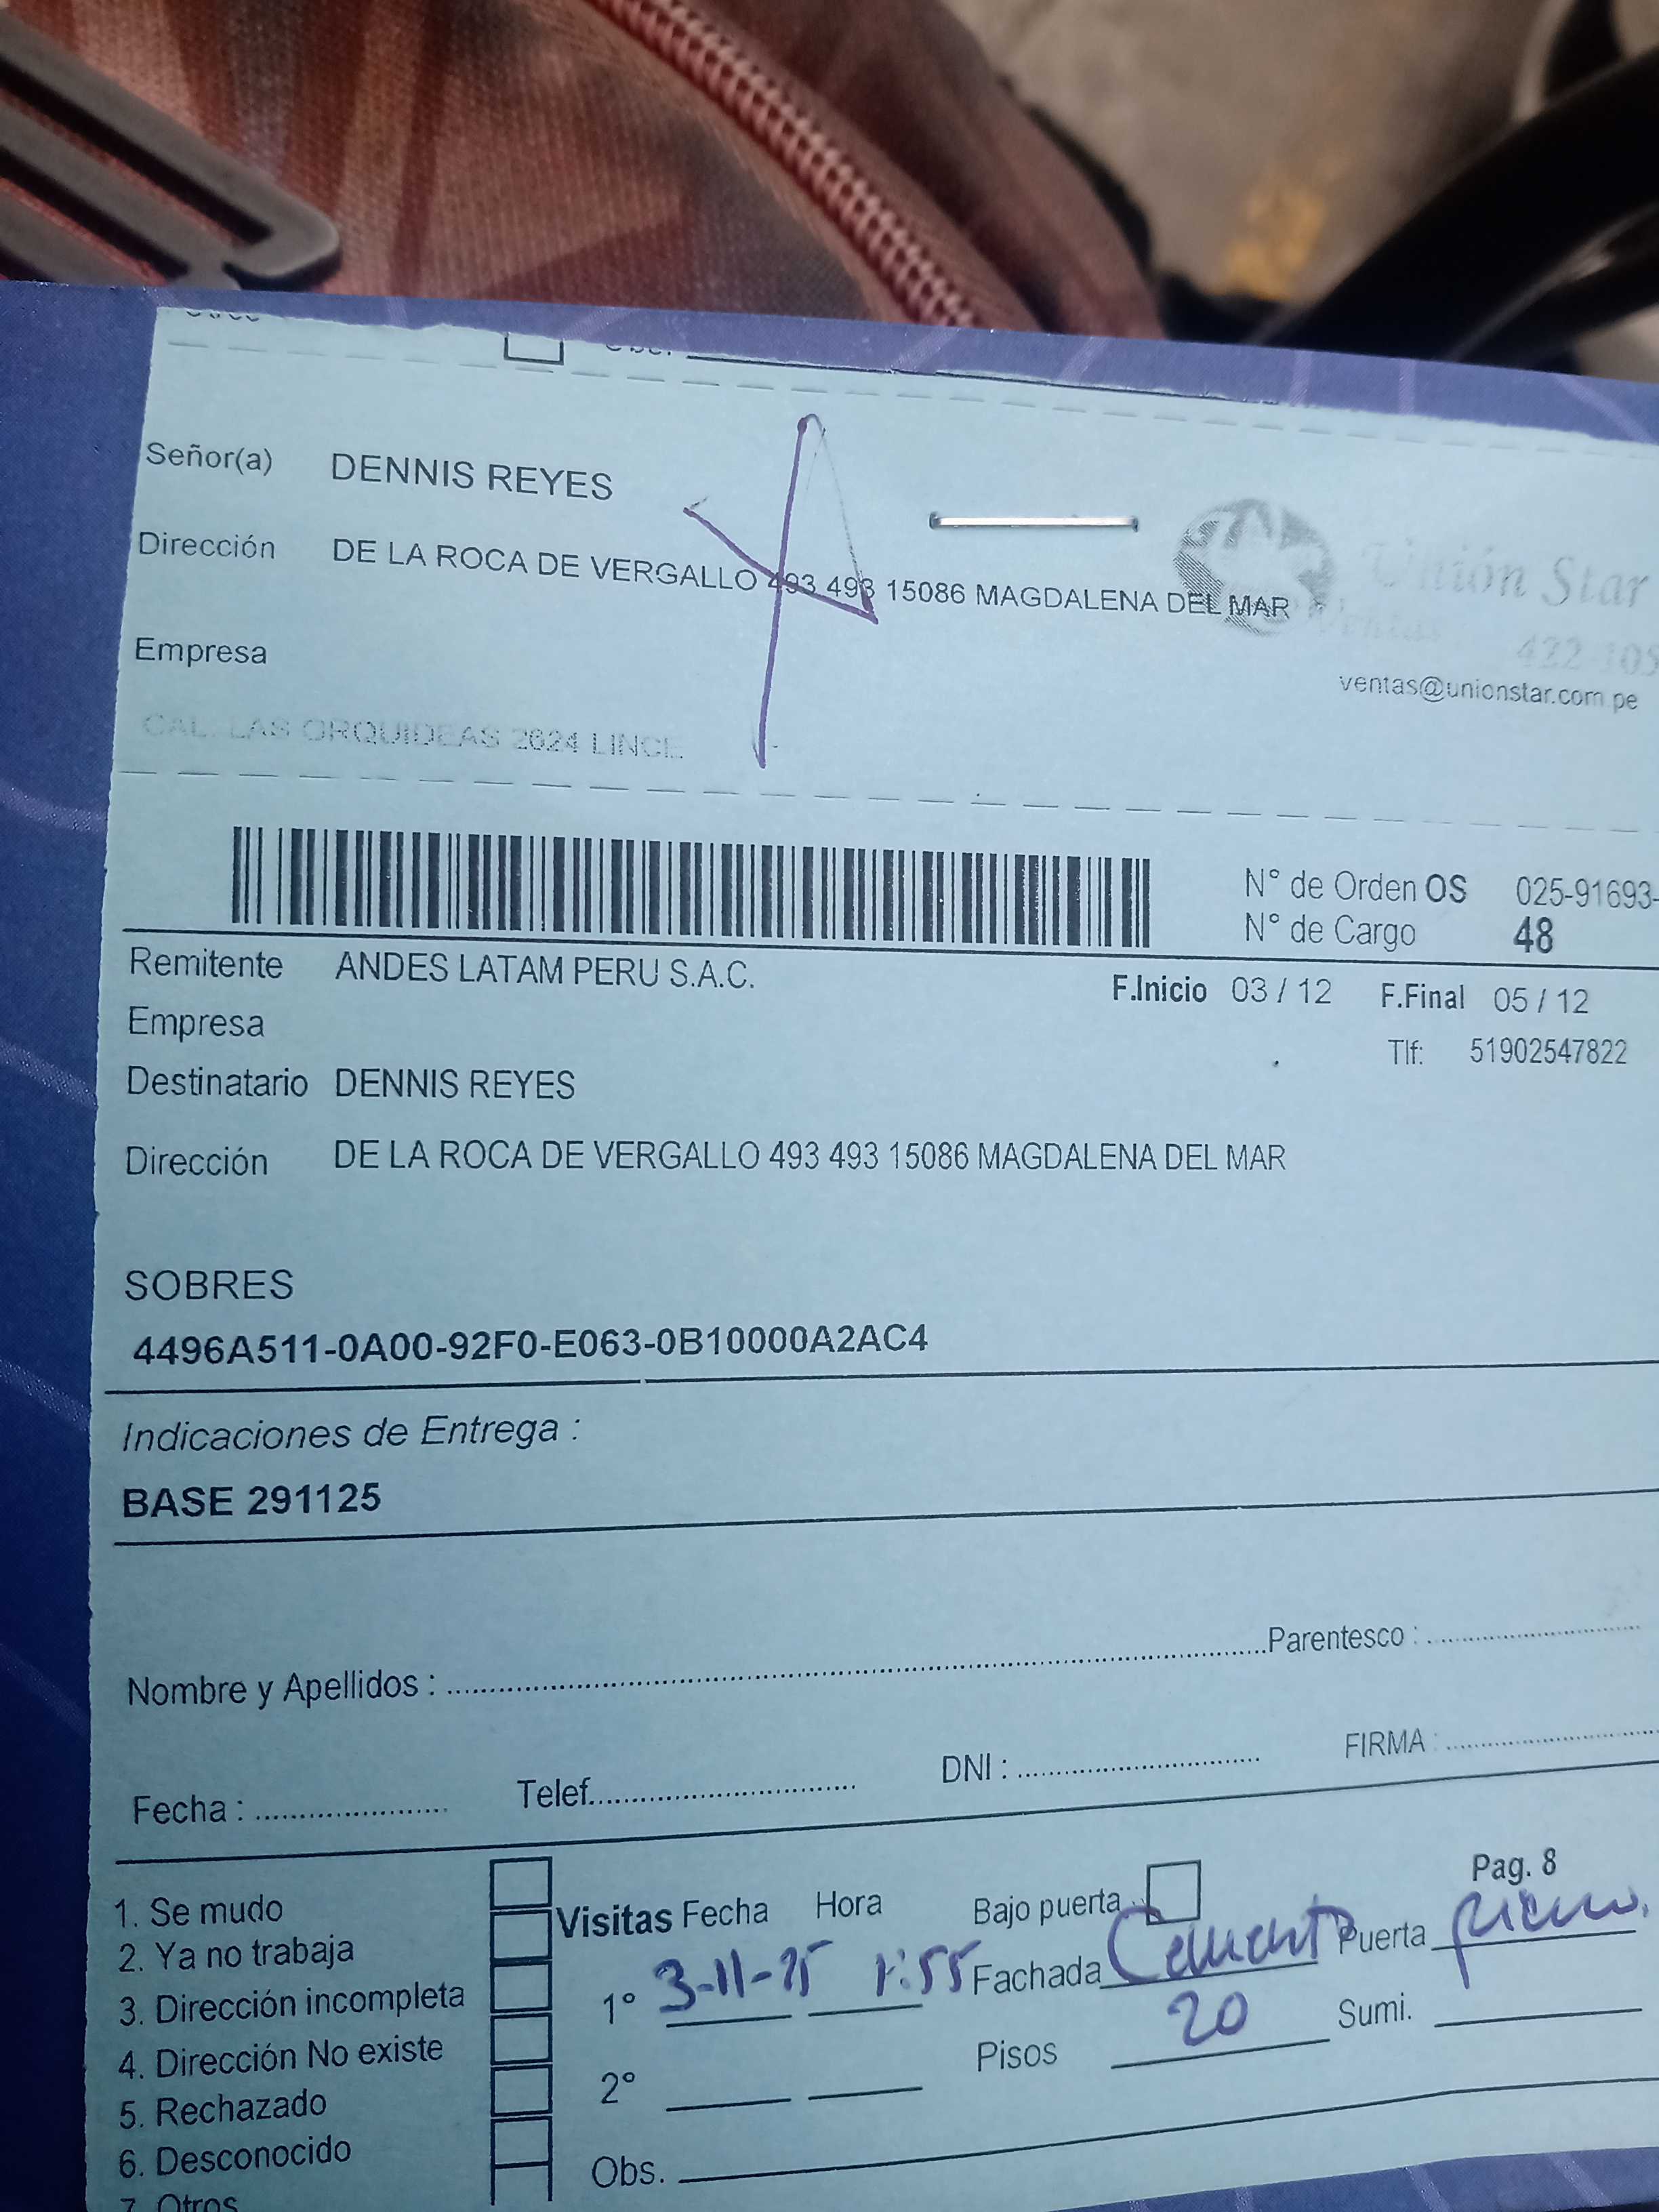 Señor(a) DENNIS REYES
Dirección DE LA ROCA DE VERGALLO 493 493 15086 MAGDALENA DEL MAR
Unión Star
Empresa
ventas@unionstar.com.pe
CAL. LAS ORQUIDEAS 2624 LINCE
N° de Orden OS 025-91693-
N° de Cargo 48
Remitente ANDES LATAM PERU S.A.C.
F.Inicio 03 / 12 F.Final 05 / 12
Empresa
Tlf: 51902547822
Destinatario DENNIS REYES
Dirección DE LA ROCA DE VERGALLO 493 493 15086 MAGDALENA DEL MAR
SOBRES
4496A511-0A00-92F0-E063-0B10000A2AC4
Indicaciones de Entrega :
BASE 291125
Nombre y Apellidos : Parentesco :
Fecha : Telef. DNI : FIRMA :
Pag. 8
1. Se mudo
2. Ya no trabaja
3. Dirección incompleta
4. Dirección No existe
5. Rechazado
6. Desconocido
7. Otros
Visitas Fecha Hora Bajo puerta
1° 3-11-25 1:55 Fachada Cement Puerta
2° Pisos 20 Sumi.
Obs.